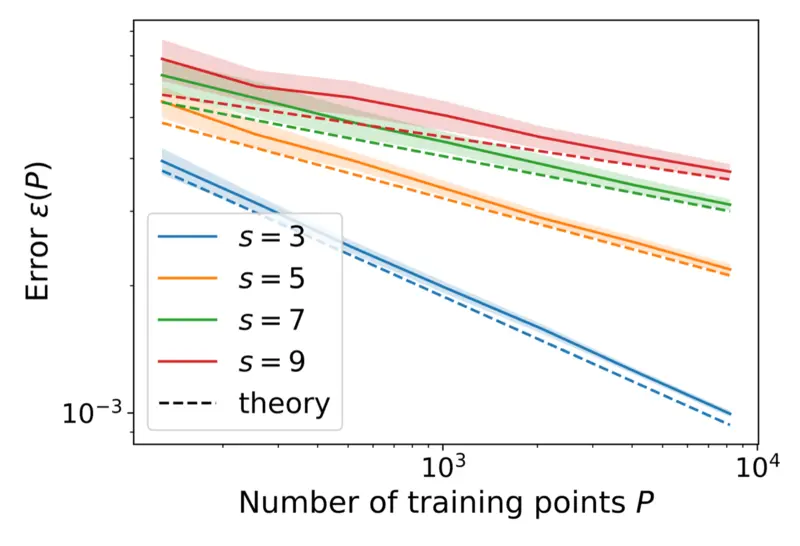 Error ε(P)
10⁻³
s = 3
s = 5
s = 7
s = 9
theory
10³
10⁴
Number of training points P